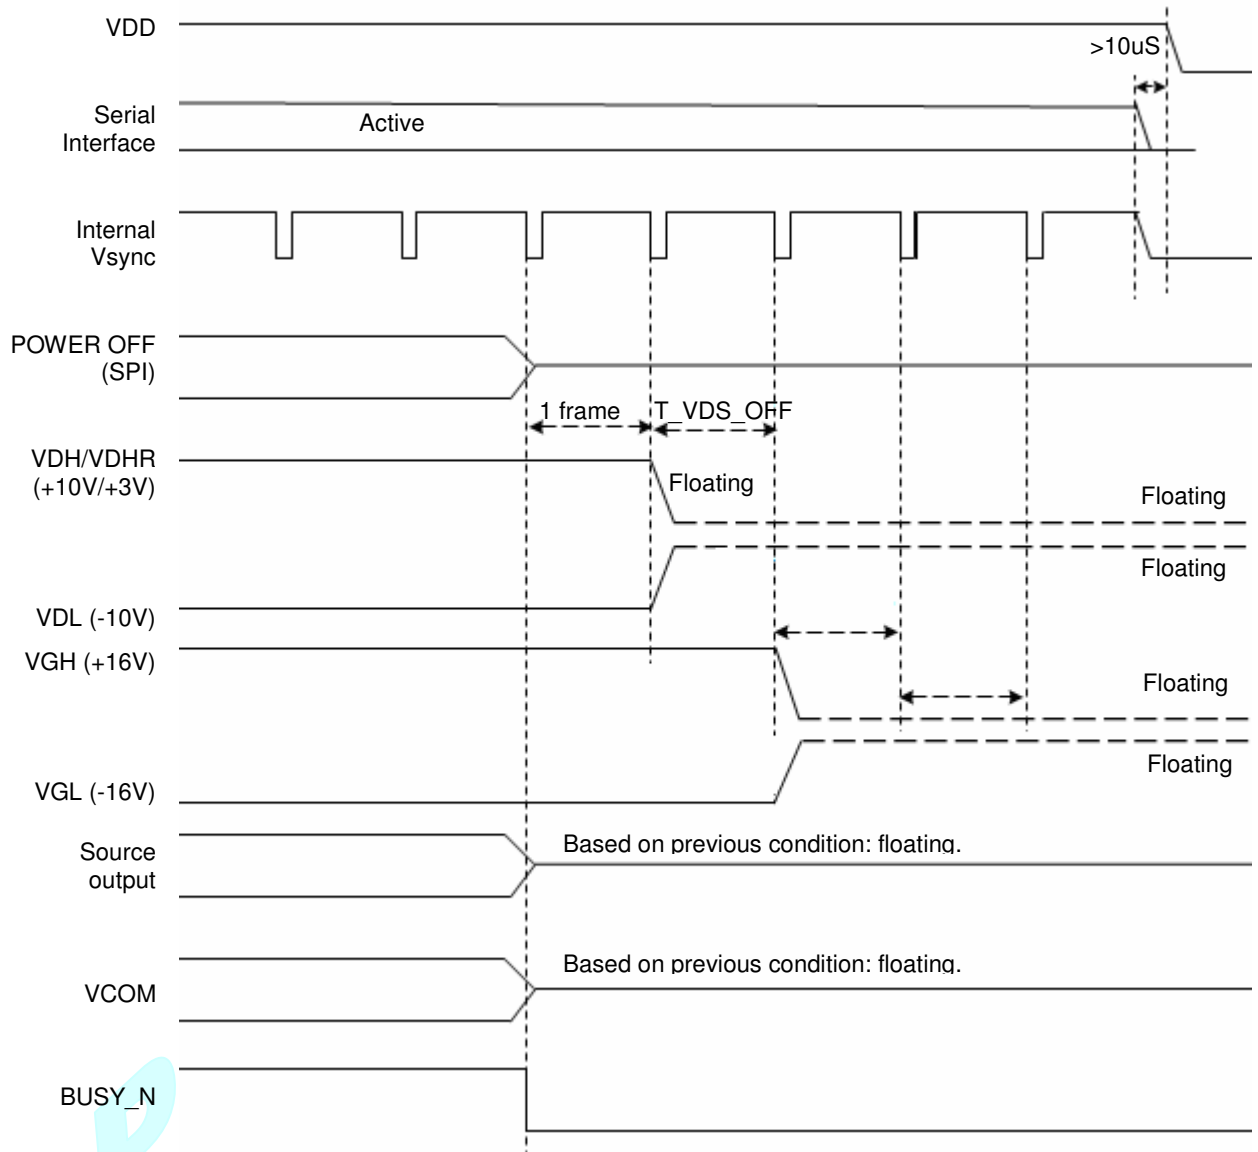 VDD
>10uS
Serial
Interface
Active
Internal
Vsync
POWER OFF
(SPI)
1 frame
T_VDS_OFF
VDH/VDHR
(+10V/+3V)
Floating
Floating
Floating
VDL (-10V)
VGH (+16V)
Floating
Floating
VGL (-16V)
Source
output
Based on previous condition: floating.
VCOM
Based on previous condition: floating.
BUSY_N